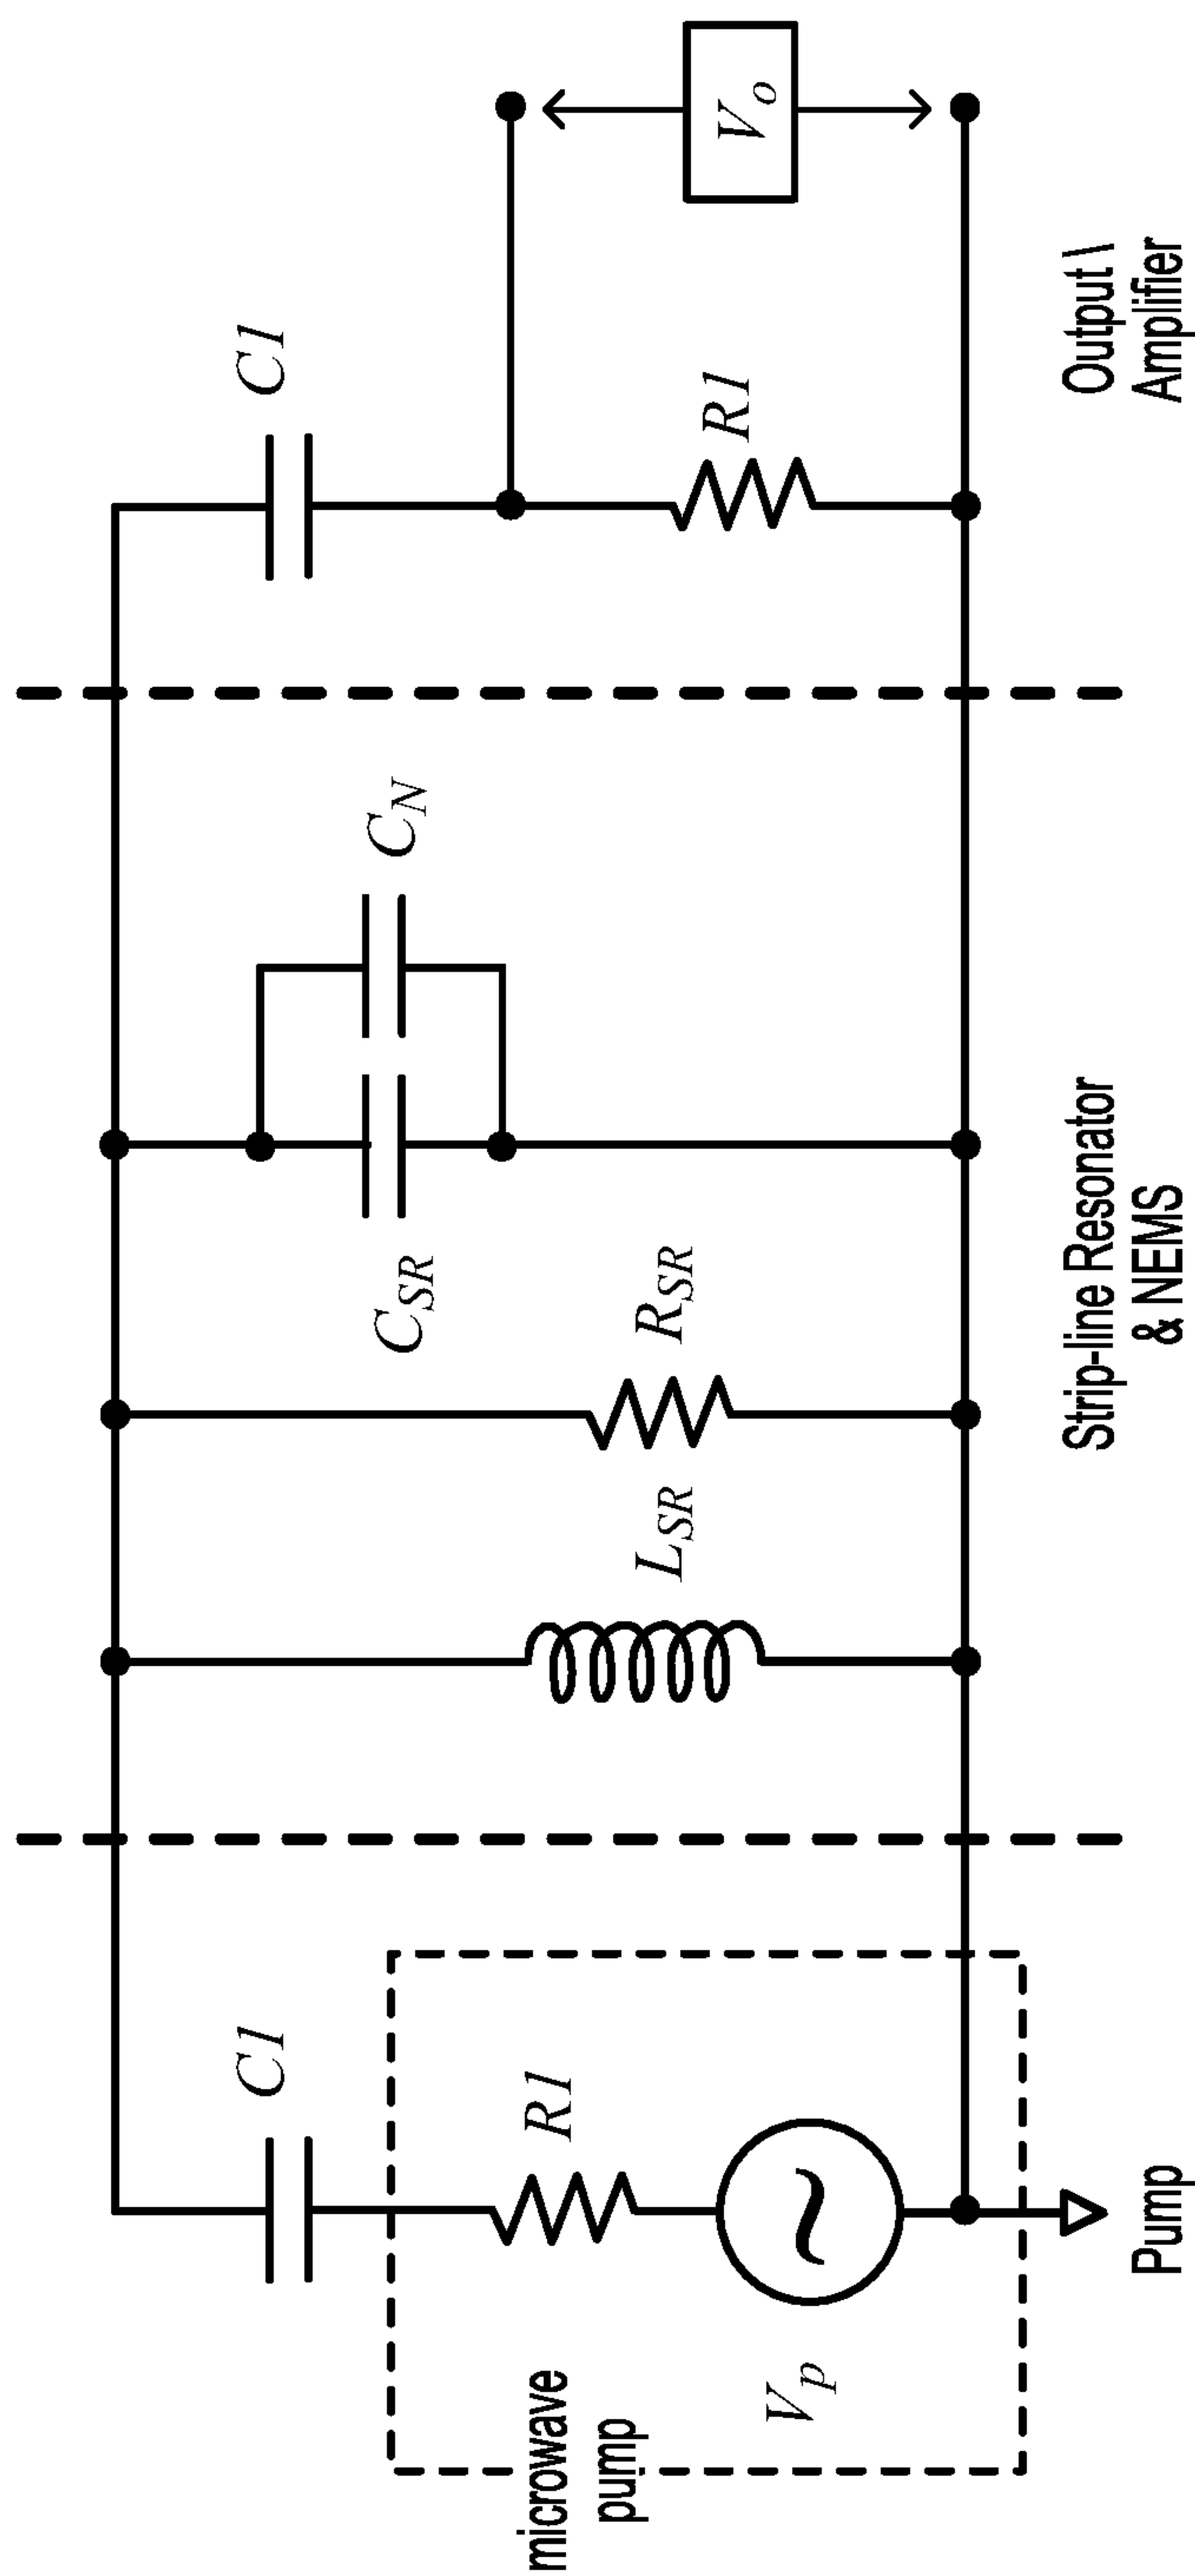 microwave
pump
V_p
R1
C1
L_SR
R_SR
C_SR
C_N
C1
R1
V_o
Pump
Strip-line Resonator
& NEMS
Output \
Amplifier